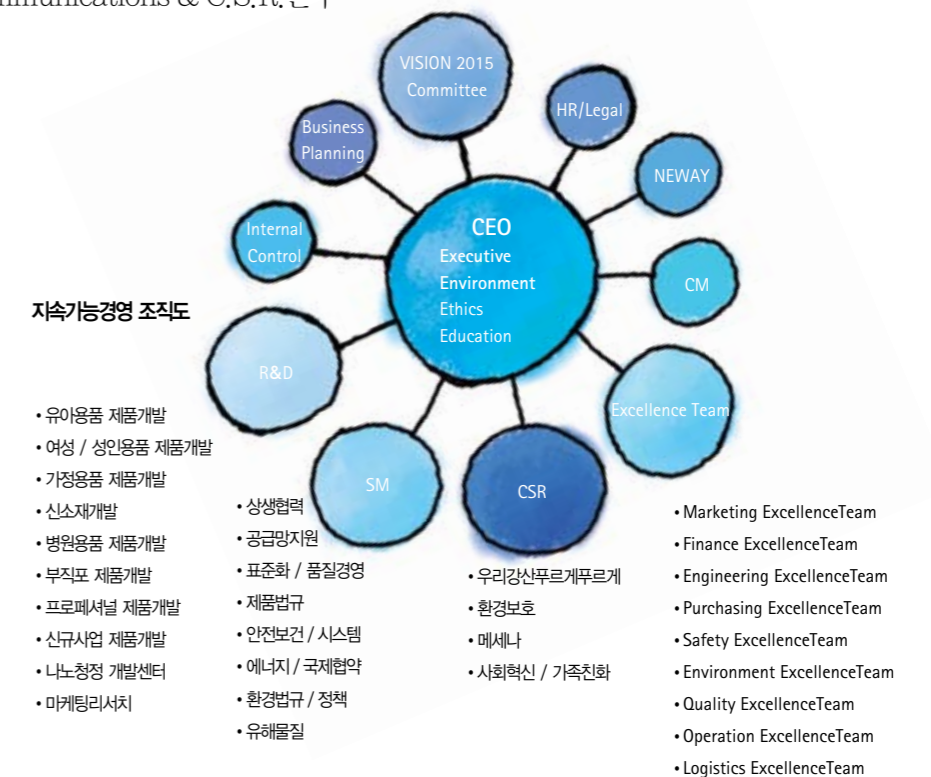 mmunications & C.S.R.
VISION 2015
Committee
HR/Legal
Business
Planning
NEWAY
Internal
Control
CEO
Executive
Environment
Ethics
Education
CM
지속가능경영 조직도
R&D
Excellence Team
SM
CSR
• 유아용품 제품개발
• 여성 / 성인용품 제품개발
• 가정용품 제품개발
• 신소재개발
• 병원용품 제품개발
• 부직포 제품개발
• 프로페셔널 제품개발
• 신규사업 제품개발
• 나노청정 개발센터
• 마케팅리서치
• 상생협력
• 공급망지원
• 표준화 / 품질경영
• 제품법규
• 안전보건 / 시스템
• 에너지 / 국제협약
• 환경법규 / 정책
• 유해물질
• 우리강산푸르게푸르게
• 환경보호
• 메세나
• 사회혁신 / 가족친화
• Marketing ExcellenceTeam
• Finance ExcellenceTeam
• Engineering ExcellenceTeam
• Purchasing ExcellenceTeam
• Safety ExcellenceTeam
• Environment ExcellenceTeam
• Quality ExcellenceTeam
• Operation ExcellenceTeam
• Logistics ExcellenceTeam